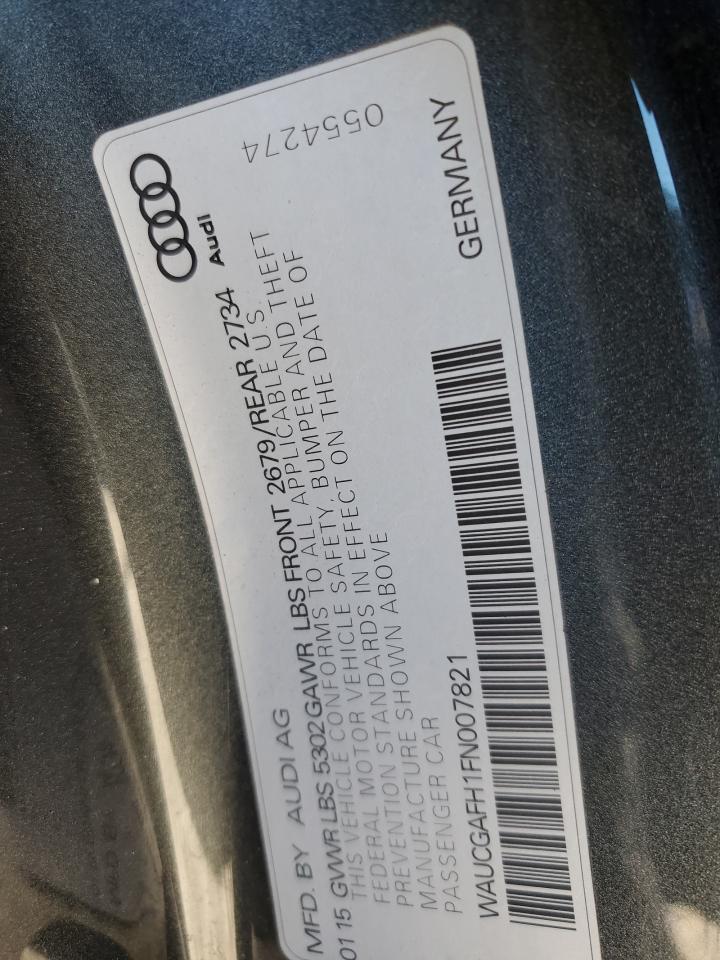 MFD. BY AUDI AG
Audi
0115 GVWR LBS 5302 GAWR LBS FRONT 2679/REAR 2734
THIS VEHICLE CONFORMS TO ALL APPLICABLE U.S.
FEDERAL MOTOR VEHICLE SAFETY, BUMPER AND THEFT
PREVENTION STANDARDS IN EFFECT ON THE DATE OF
MANUFACTURE SHOWN ABOVE
PASSENGER CAR
WAUCGAFH1FN007821
GERMANY
0554274